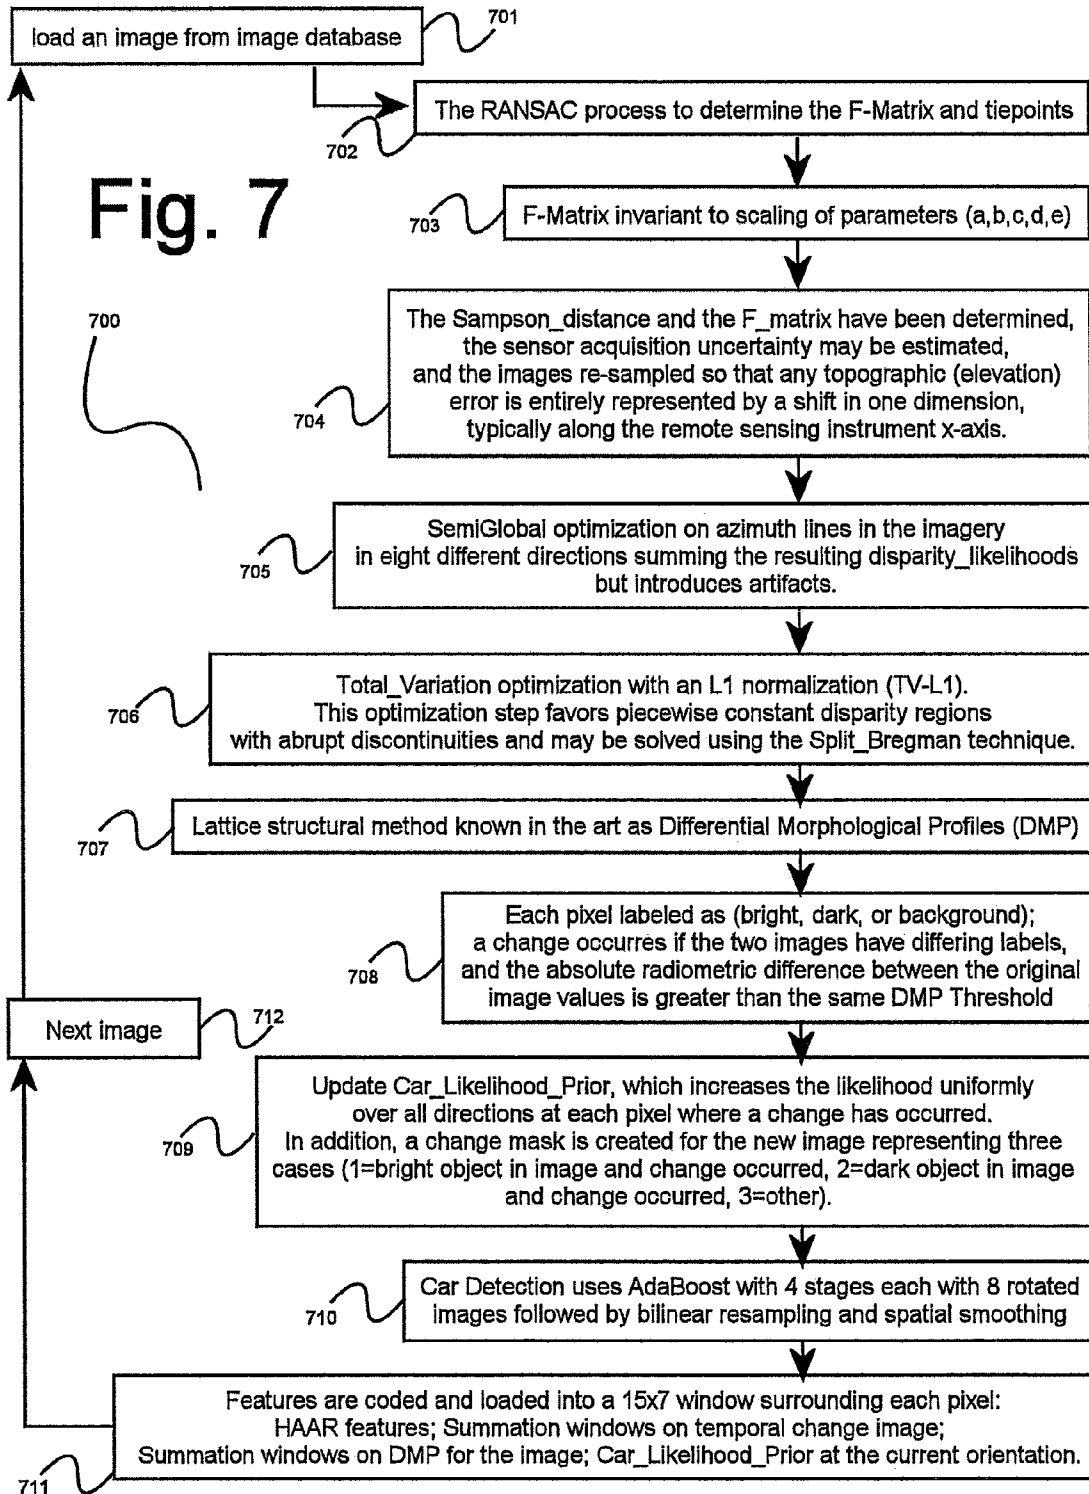 load an image from image database
701
The RANSAC process to determine the F-Matrix and tiepoints
702
Fig. 7
F-Matrix invariant to scaling of parameters (a,b,c,d,e)
703
700
The Sampson_distance and the F_matrix have been determined,
the sensor acquisition uncertainty may be estimated,
and the images re-sampled so that any topographic (elevation)
error is entirely represented by a shift in one dimension,
typically along the remote sensing instrument x-axis.
704
SemiGlobal optimization on azimuth lines in the imagery
in eight different directions summing the resulting disparity_likelihoods
but introduces artifacts.
705
Total_Variation optimization with an L1 normalization (TV-L1).
This optimization step favors piecewise constant disparity regions
with abrupt discontinuities and may be solved using the Split_Bregman technique.
706
Lattice structural method known in the art as Differential Morphological Profiles (DMP)
707
Each pixel labeled as (bright, dark, or background);
a change occurres if the two images have differing labels,
and the absolute radiometric difference between the original
image values is greater than the same DMP Threshold
708
Next image
712
Update Car_Likelihood_Prior, which increases the likelihood uniformly
over all directions at each pixel where a change has occurred.
In addition, a change mask is created for the new image representing three
cases (1=bright object in image and change occurred, 2=dark object in image
and change occurred, 3=other).
709
Car Detection uses AdaBoost with 4 stages each with 8 rotated
images followed by bilinear resampling and spatial smoothing
710
Features are coded and loaded into a 15x7 window surrounding each pixel:
HAAR features; Summation windows on temporal change image;
Summation windows on DMP for the image; Car_Likelihood_Prior at the current orientation.
711